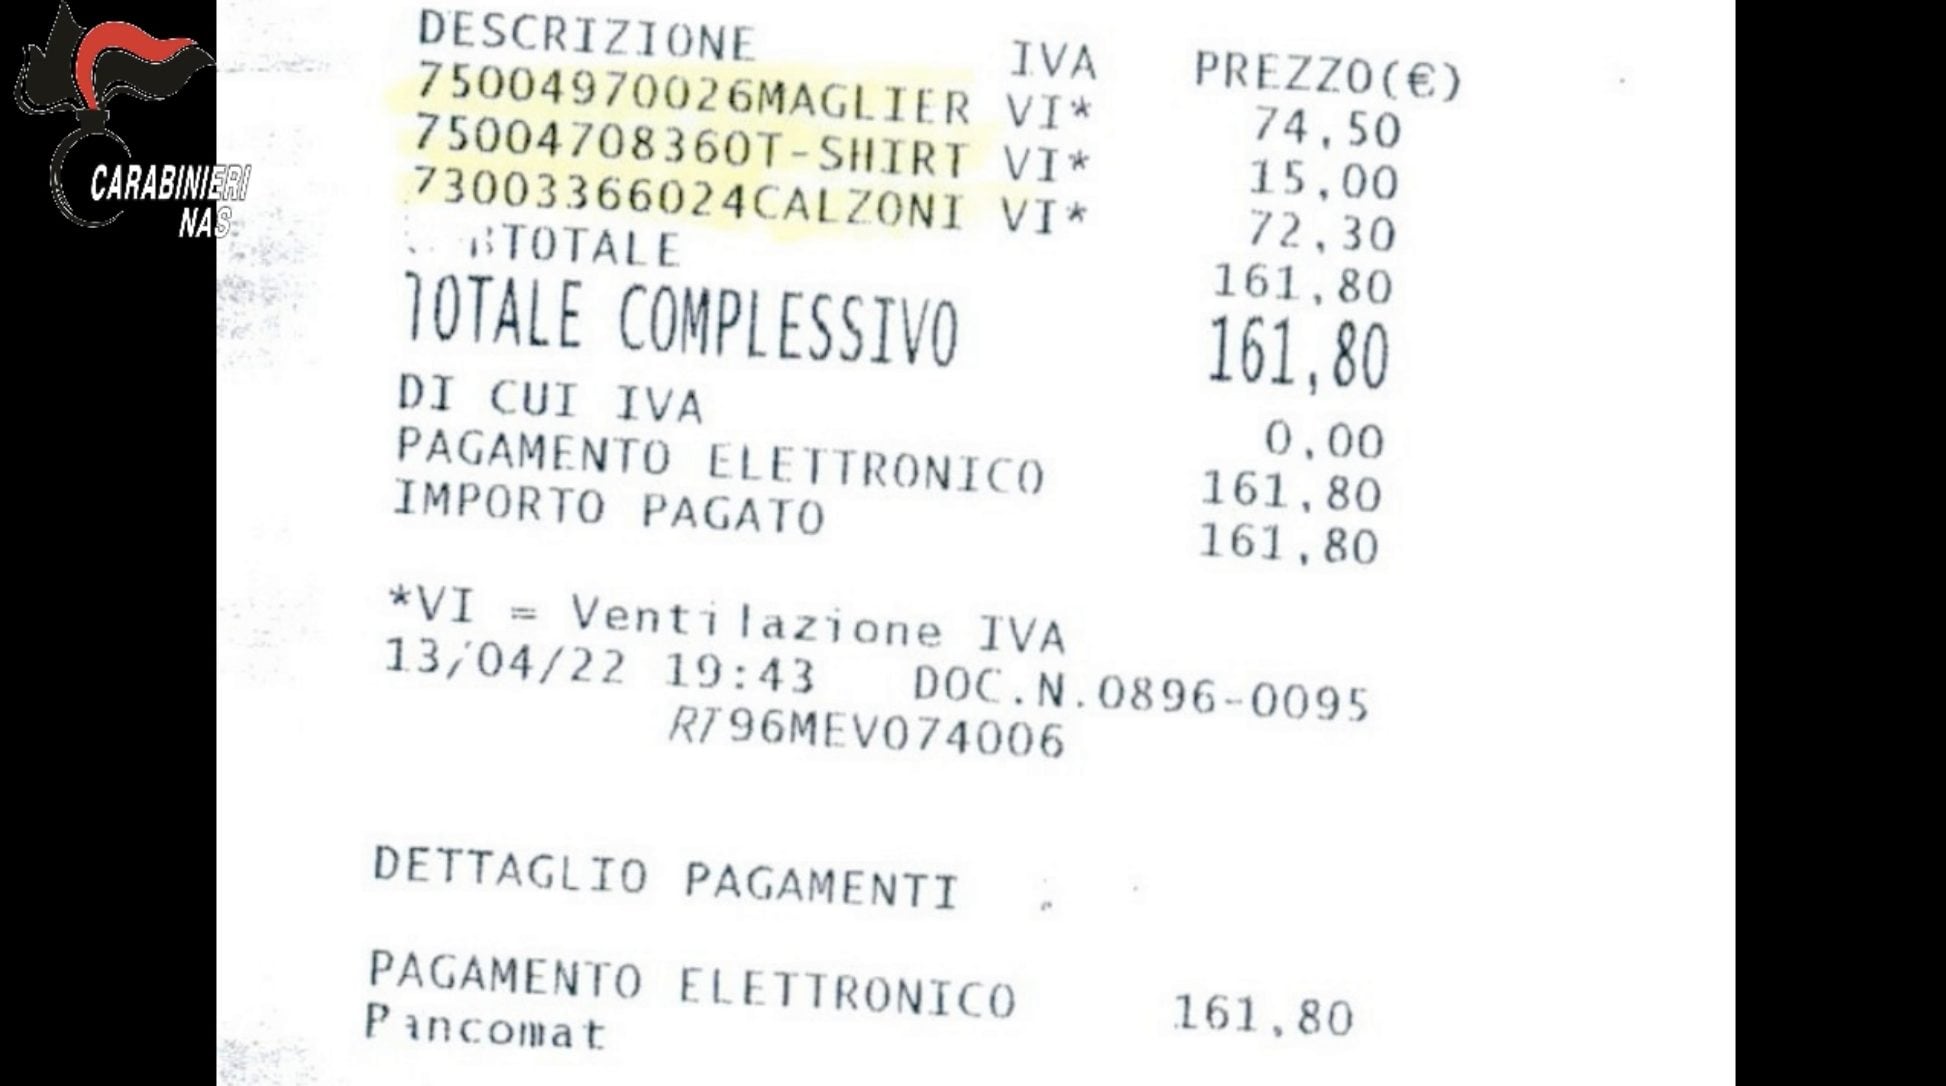 CARABINIERI
NAS
DESCRIZIONE IVA PREZZO(€)
75004970026MAGLIER VI* 74,50
75004708360T-SHIRT VI* 15,00
73003366024CALZONI VI* 72,30
TOTALE 161,80
TOTALE COMPLESSIVO 161,80
DI CUI IVA 0,00
PAGAMENTO ELETTRONICO 161,80
IMPORTO PAGATO 161,80
*VI = Ventilazione IVA
13/04/22 19:43 DOC.N.0896-0095
RT96MEV074006
DETTAGLIO PAGAMENTI
PAGAMENTO ELETTRONICO 161,80
Pancomat